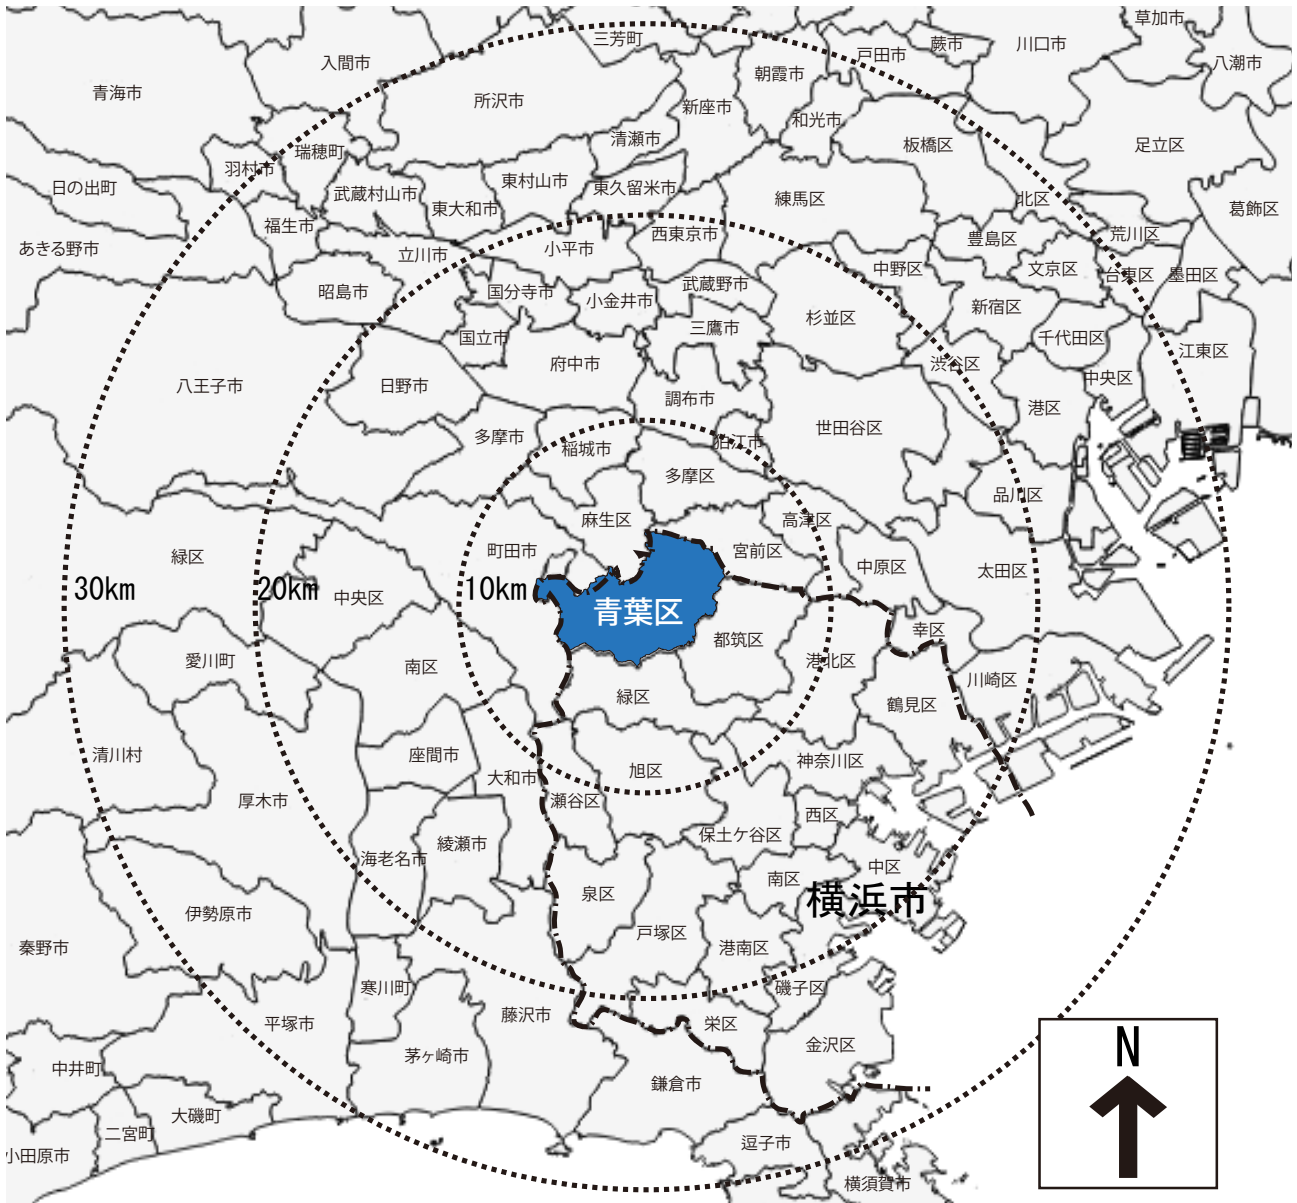 草加市
三芳町
戸田市
蕨市
川口市
入間市
朝霞市
八潮市
青海市
所沢市
新座市
和光市
清瀬市
板橋区
足立区
瑞穂町
羽村市
日の出町
武蔵村山市
東大和市
東村山市
東久留米市
練馬区
北区
葛飾区
福生市
西東京市
豊島区
荒川区
あきる野市
立川市
小平市
中野区
文京区
台東区
墨田区
昭島市
国分寺市
小金井市
武蔵野市
新宿区
国立市
三鷹市
杉並区
千代田区
江東区
府中市
渋谷区
中央区
八王子市
日野市
調布市
港区
世田谷区
多摩市
稲城市
狛江市
多摩区
品川区
麻生区
高津区
町田市
宮前区
緑区
中原区
太田区
30km
20km
10km
中央区
青葉区
幸区
都筑区
愛川町
南区
港北区
川崎区
緑区
鶴見区
清川村
座間市
大和市
旭区
神奈川区
厚木市
瀬谷区
西区
保土ケ谷区
綾瀬市
海老名市
中区
南区
泉区
横浜市
伊勢原市
戸塚区
港南区
秦野市
寒川町
磯子区
藤沢市
平塚市
栄区
金沢区
茅ヶ崎市
N
中井町
鎌倉市
大磯町
二宮町
逗子市
小田原市
横須賀市